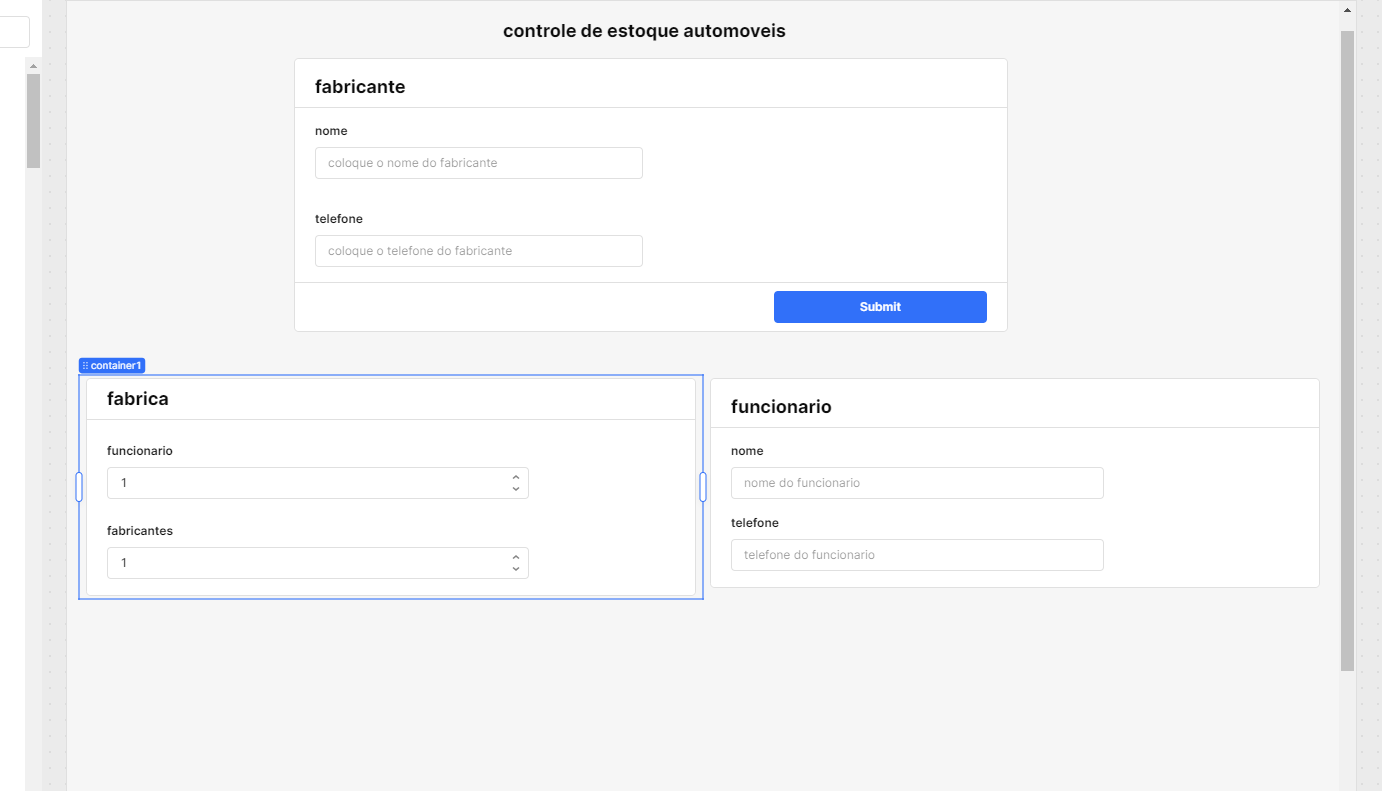 controle de estoque automoveis
fabricante
nome
coloque o nome do fabricante
telefone
coloque o telefone do fabricante
Submit
container1
fabrica
funcionario
1
fabricantes
1
funcionario
nome
nome do funcionario
telefone
telefone do funcionario